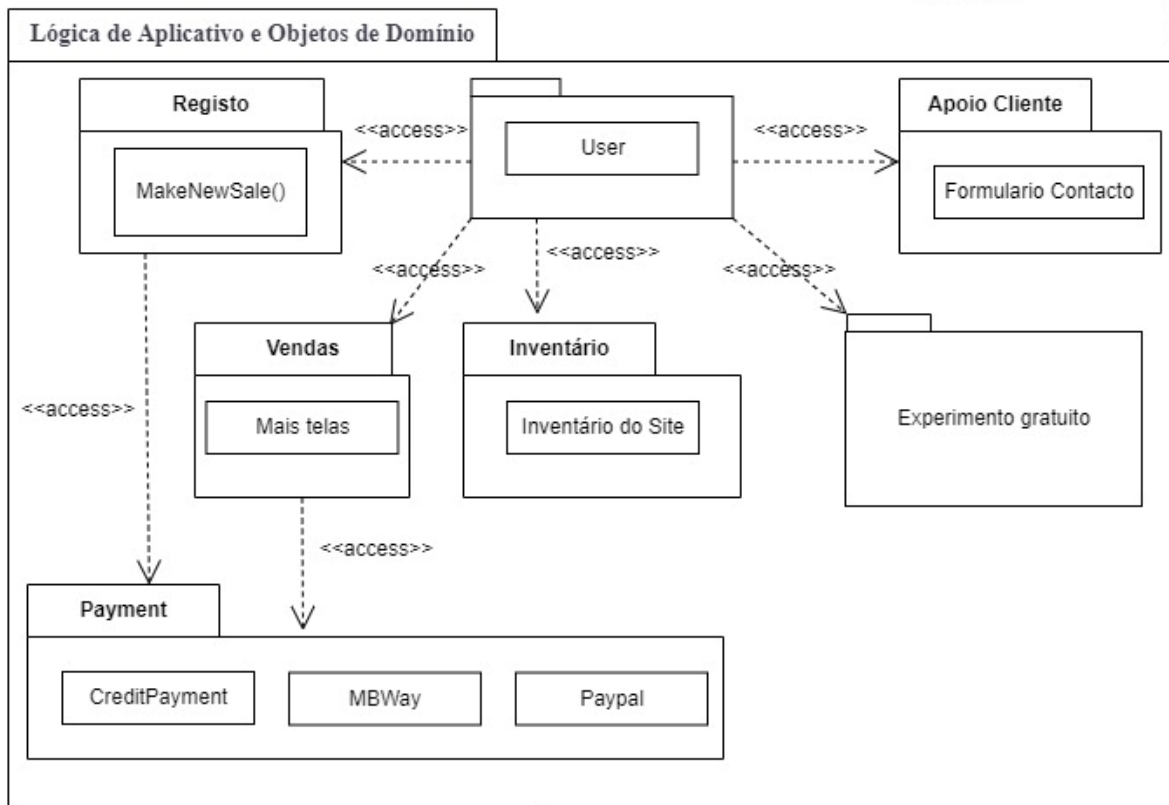 Lógica de Aplicativo e Objetos de Domínio
Registo
<<access>>
<<access>>
Apoio Cliente
User
MakeNewSale()
Formulario Contacto
<<access>>
<<access>>
<<access>>
Vendas
Inventário
<<access>>
Mais telas
Inventário do Site
Experimento gratuito
<<access>>
Payment
CreditPayment
MBWay
Paypal